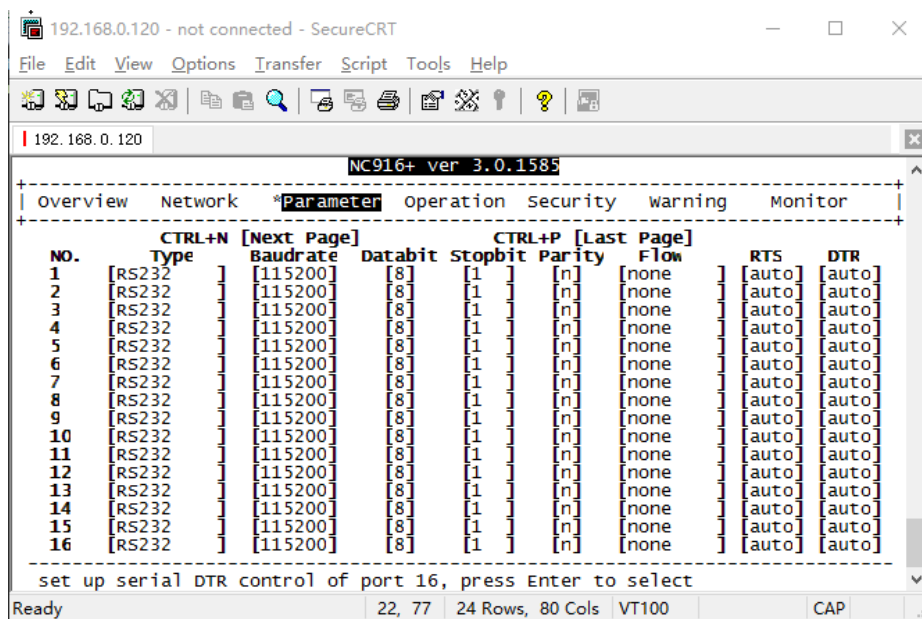 192.168.0.120 - not connected - SecureCRT
File Edit View Options Transfer Script Tools Help
192.168.0.120
NC916+ ver 3.0.1585
Overview Network *Parameter Operation Security Warning Monitor
CTRL+N [Next Page] CTRL+P [Last Page]
NO. Type Baudrate Databit Stopbit Parity Flow RTS DTR
1 [RS232 ] [115200] [8] [1 ] [n] [none ] [auto] [auto]
2 [RS232 ] [115200] [8] [1 ] [n] [none ] [auto] [auto]
3 [RS232 ] [115200] [8] [1 ] [n] [none ] [auto] [auto]
4 [RS232 ] [115200] [8] [1 ] [n] [none ] [auto] [auto]
5 [RS232 ] [115200] [8] [1 ] [n] [none ] [auto] [auto]
6 [RS232 ] [115200] [8] [1 ] [n] [none ] [auto] [auto]
7 [RS232 ] [115200] [8] [1 ] [n] [none ] [auto] [auto]
8 [RS232 ] [115200] [8] [1 ] [n] [none ] [auto] [auto]
9 [RS232 ] [115200] [8] [1 ] [n] [none ] [auto] [auto]
10 [RS232 ] [115200] [8] [1 ] [n] [none ] [auto] [auto]
11 [RS232 ] [115200] [8] [1 ] [n] [none ] [auto] [auto]
12 [RS232 ] [115200] [8] [1 ] [n] [none ] [auto] [auto]
13 [RS232 ] [115200] [8] [1 ] [n] [none ] [auto] [auto]
14 [RS232 ] [115200] [8] [1 ] [n] [none ] [auto] [auto]
15 [RS232 ] [115200] [8] [1 ] [n] [none ] [auto] [auto]
16 [RS232 ] [115200] [8] [1 ] [n] [none ] [auto] [auto]
set up serial DTR control of port 16, press Enter to select
Ready 22, 77 24 Rows, 80 Cols VT100 CAP